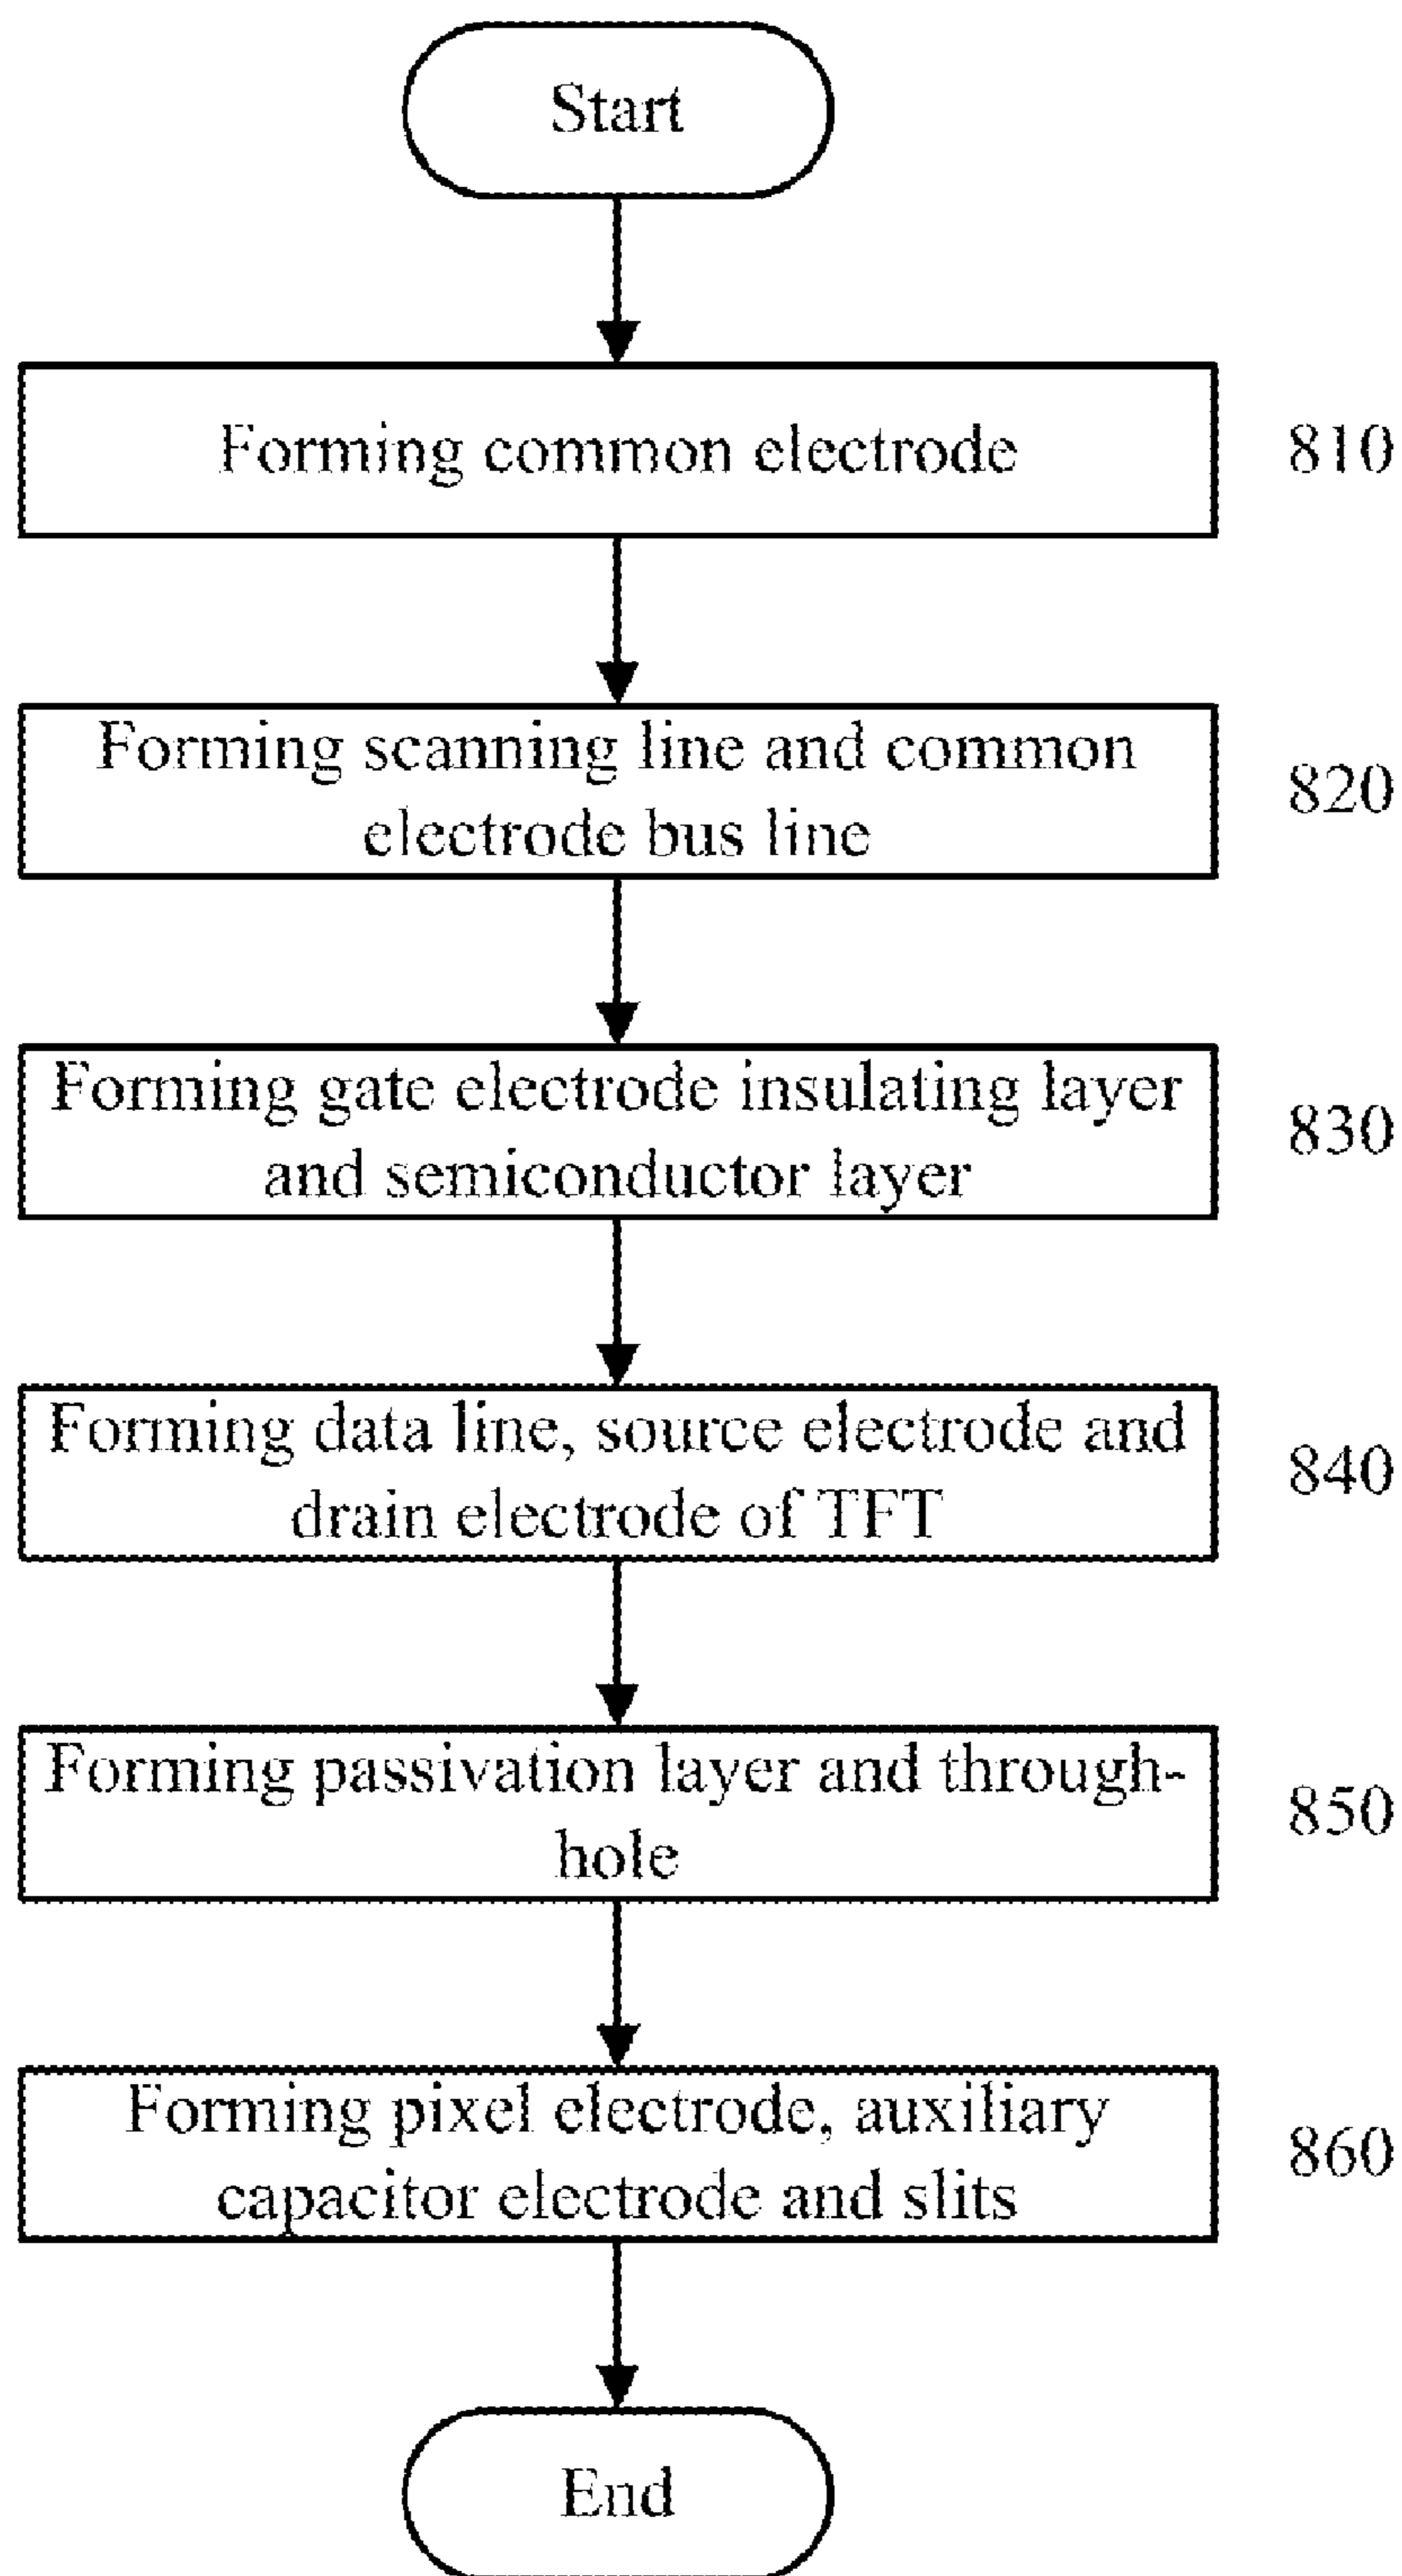 Start
Forming common electrode
810
Forming scanning line and common
electrode bus line
820
Forming gate electrode insulating layer
and semiconductor layer
830
Forming data line, source electrode and
drain electrode of TFT
840
Forming passivation layer and through-
hole
850
Forming pixel electrode, auxiliary
capacitor electrode and slits
860
End